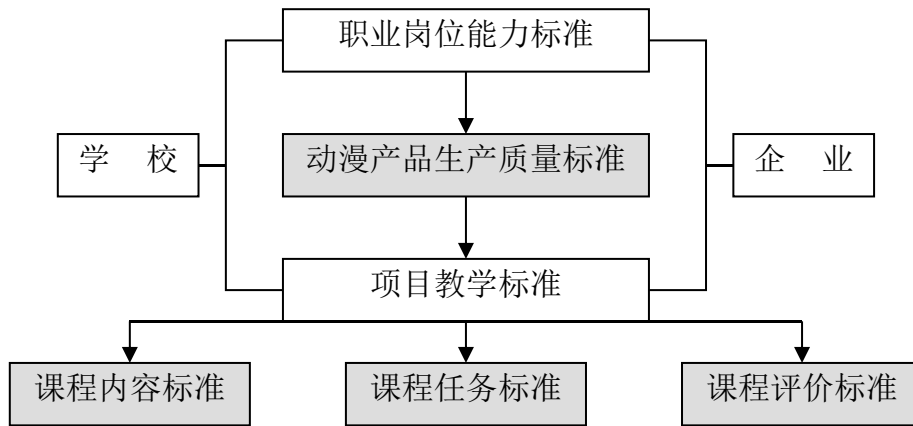 职业岗位能力标准
学 校
动漫产品生产质量标准
企 业
项目教学标准
课程内容标准
课程任务标准
课程评价标准